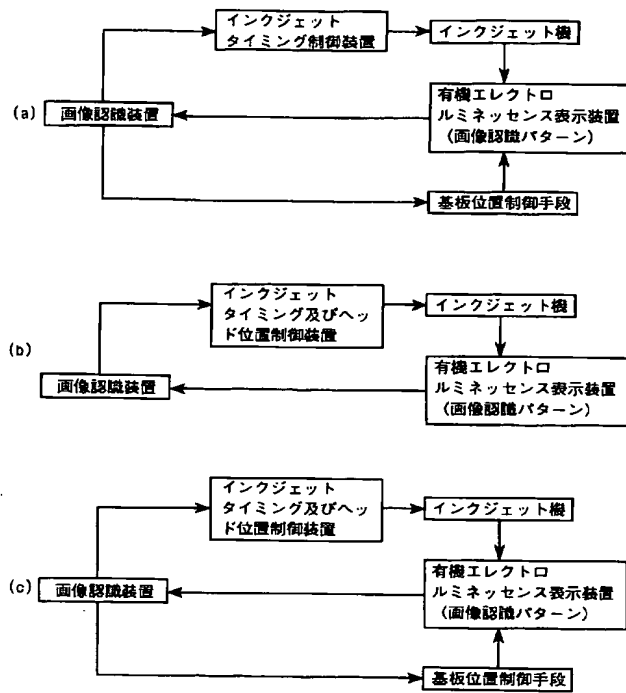 (a)
インクジェット
タイミング制御装置
インクジェット機
画像認識装置
有機エレクトロ
ルミネッセンス表示装置
(画像認識パターン)
基板位置制御手段
(b)
インクジェット
タイミング及びヘッ
ド位置制御装置
インクジェット機
画像認識装置
有機エレクトロ
ルミネッセンス表示装置
(画像認識パターン)
(c)
インクジェット
タイミング及びヘッ
ド位置制御装置
インクジェット機
画像認識装置
有機エレクトロ
ルミネッセンス表示装置
(画像認識パターン)
基板位置制御手段